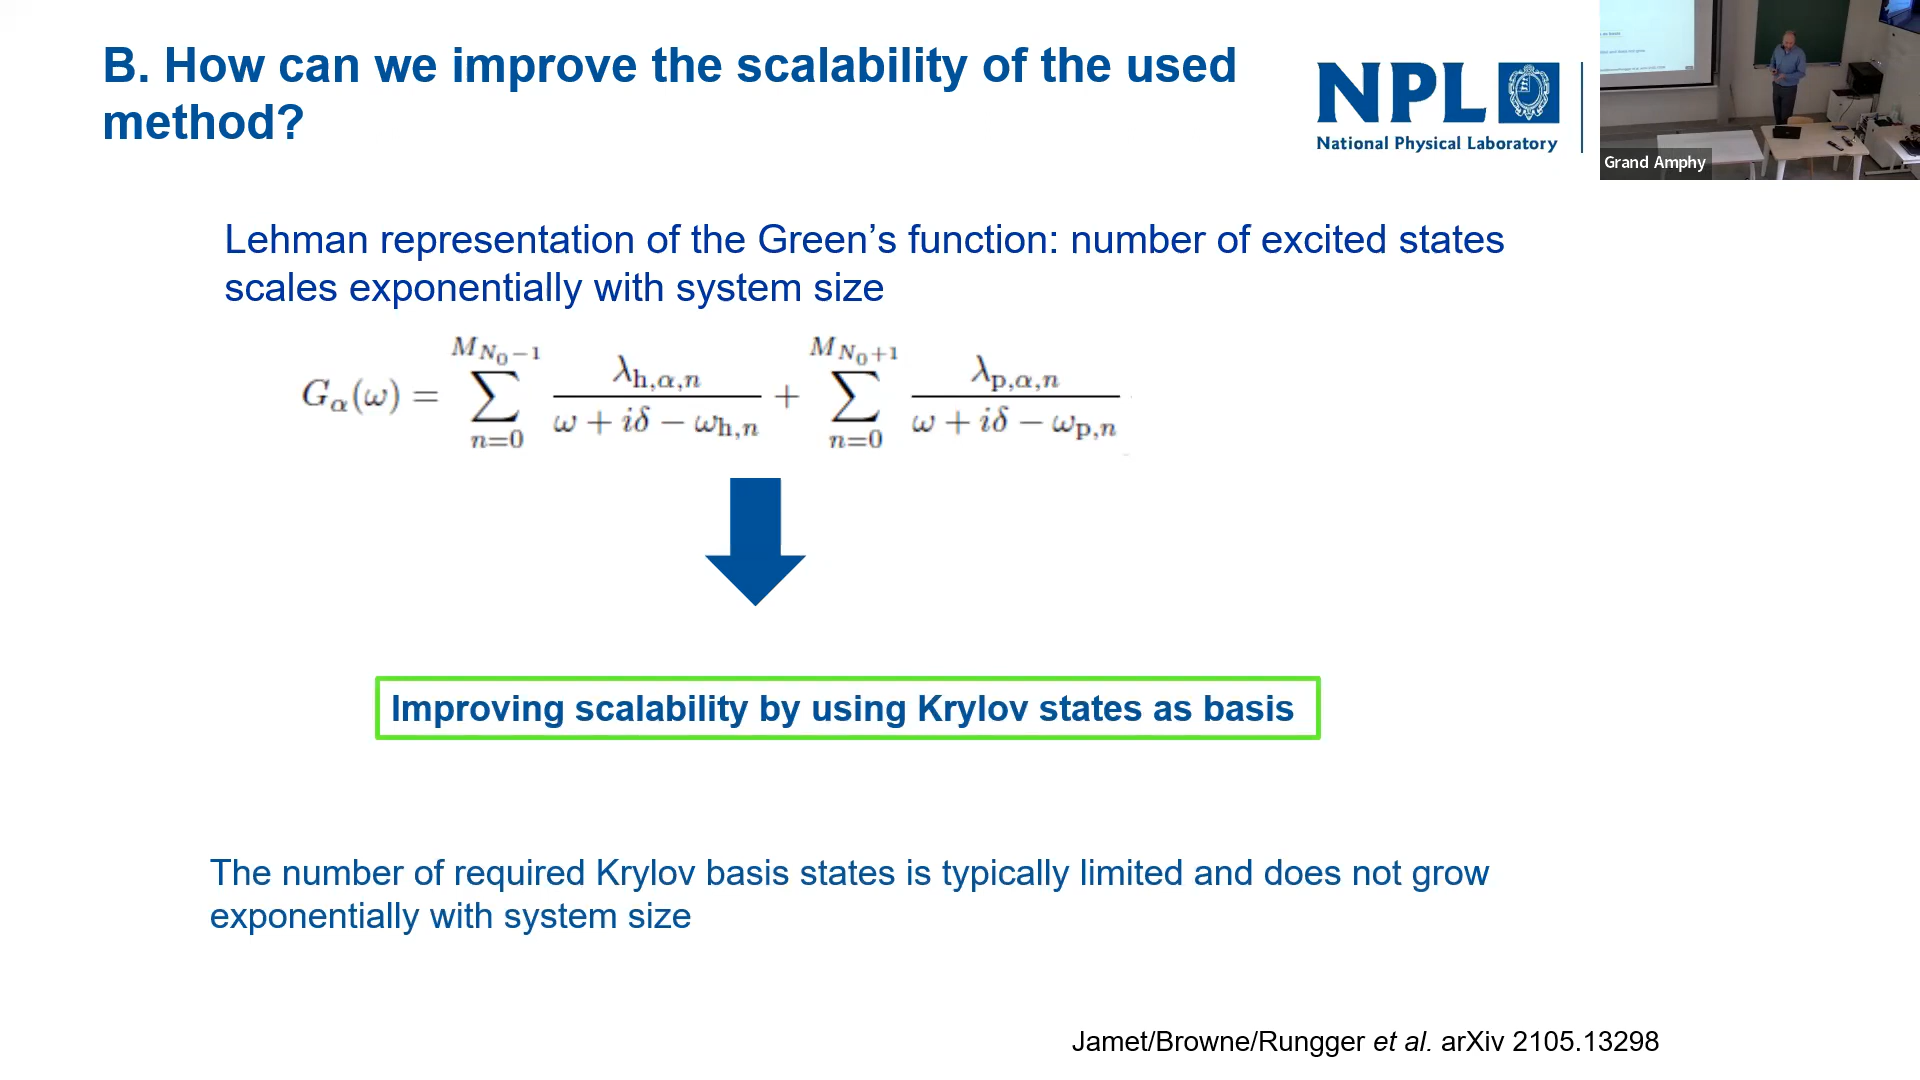 B. How can we improve the scalability of the used
method?
NPL
National Physical Laboratory
Grand Amphy
Lehman representation of the Green’s function: number of excited states
scales exponentially with system size
G_α(ω) = \sum_{n=0}^{M_{N_0-1}} \frac{λ_{h,α,n}}{ω + iδ − ω_{h,n}} + \sum_{n=0}^{M_{N_0+1}} \frac{λ_{p,α,n}}{ω + iδ − ω_{p,n}}
Improving scalability by using Krylov states as basis
The number of required Krylov basis states is typically limited and does not grow
exponentially with system size
Jamet/Browne/Rungger et al. arXiv 2105.13298